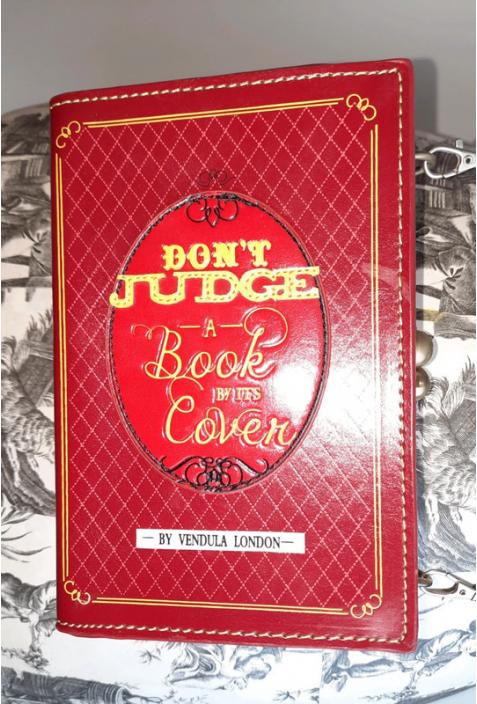 DON'T
JUDGE
— A —
Book
BY ITS
Cover
— BY VENDULA LONDON —